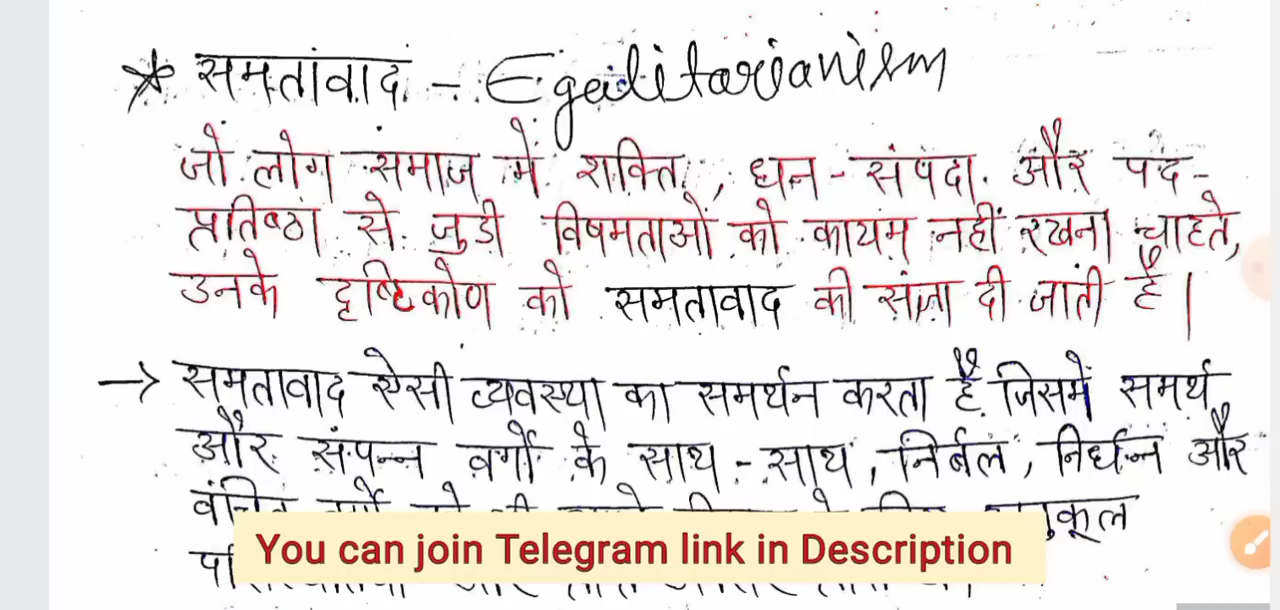 * समतावाद - Egalitarianism
जो लोग समाज में शक्ति, धन-संपदा और पद-
प्रतिष्ठा से जुडी विषमताओं को कायम नहीं रखना चाहते,
उनके दृष्टिकोण को समतावाद की संज्ञा दी जाती है।
→ समतावाद ऐसी व्यवस्था का समर्थन करता है जिसमें समर्थ
और संपन्न वर्गों के साथ-साथ, निर्बल, निर्धन और
You can join Telegram link in Description